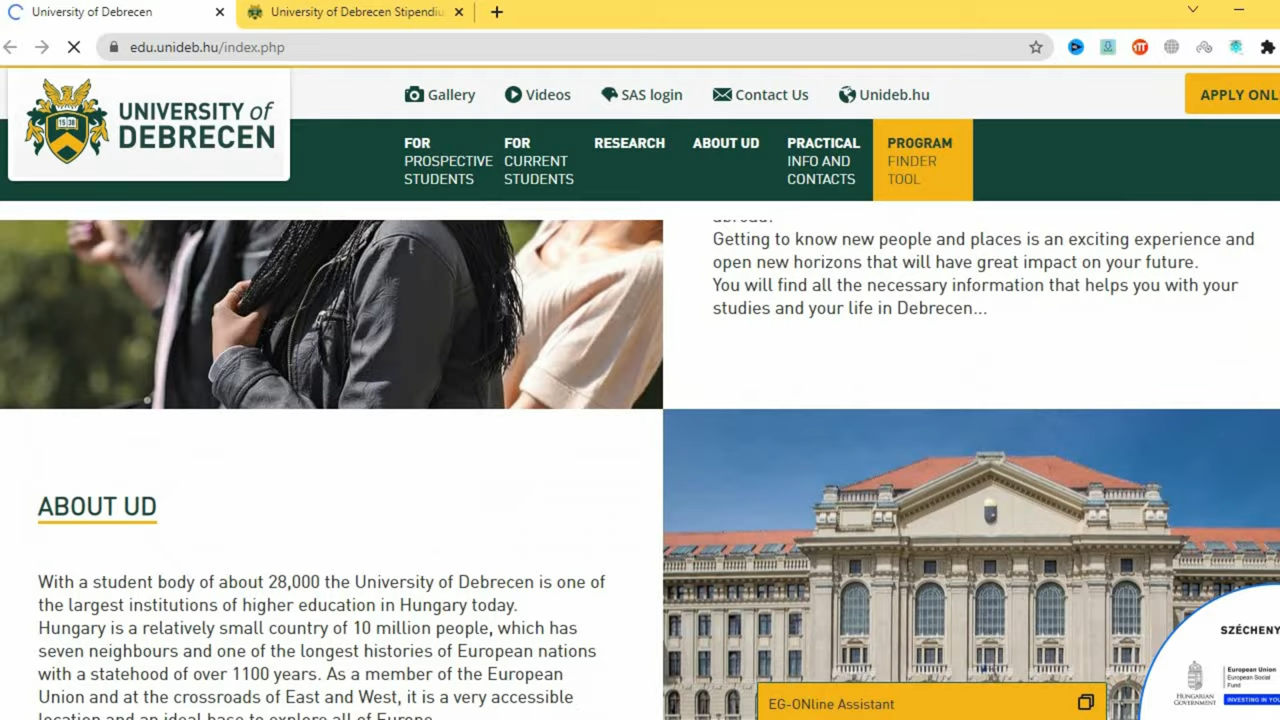 University of Debrecen
University of Debrecen Stipendiu
edu.unideb.hu/index.php
Gallery
Videos
SAS login
Contact Us
Unideb.hu
APPLY ONL
UNIVERSITY of
DEBRECEN
FOR
PROSPECTIVE
STUDENTS
FOR
CURRENT
STUDENTS
RESEARCH
ABOUT UD
PRACTICAL
INFO AND
CONTACTS
PROGRAM
FINDER
TOOL
abroad.
Getting to know new people and places is an exciting experience and
open new horizons that will have great impact on your future.
You will find all the necessary information that helps you with your
studies and your life in Debrecen...
ABOUT UD
With a student body of about 28,000 the University of Debrecen is one of
the largest institutions of higher education in Hungary today.
Hungary is a relatively small country of 10 million people, which has
seven neighbours and one of the longest histories of European nations
with a statehood of over 1100 years. As a member of the European
Union and at the crossroads of East and West, it is a very accessible
location and an ideal base to explore all of Europe.
EG-ONline Assistant
SZÉCHENY
HUNGARIAN
GOVERNMENT
European Union
European Social
Fund
INVESTING IN YOU